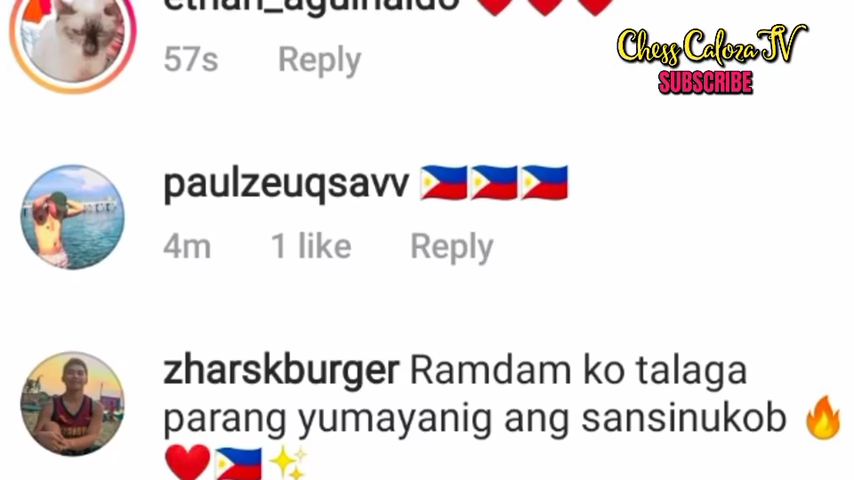 ethan_aguinaldo ❤️❤️❤️
57s Reply
Chess Caloza TV
SUBSCRIBE
paulzeuqsavv 🇵🇭🇵🇭🇵🇭
4m 1 like Reply
zharskburger Ramdam ko talaga
parang yumayanig ang sansinukob 🔥
❤️🇵🇭✨